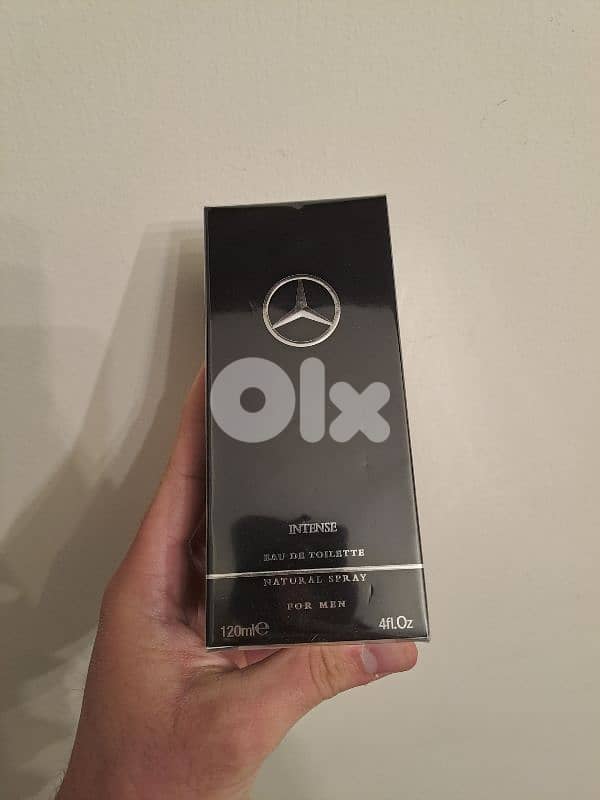 Olx
INTENSE
EAU DE TOILETTE
NATURAL SPRAY
FOR MEN
120ml℮ 4fl.Oz